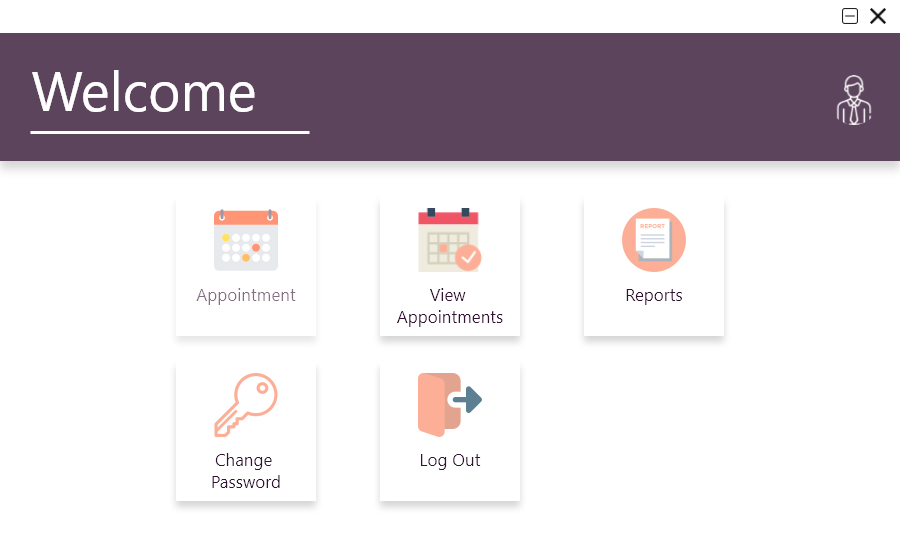 Welcome
Appointment
View
Appointments
REPORT
Reports
Change
Password
Log Out